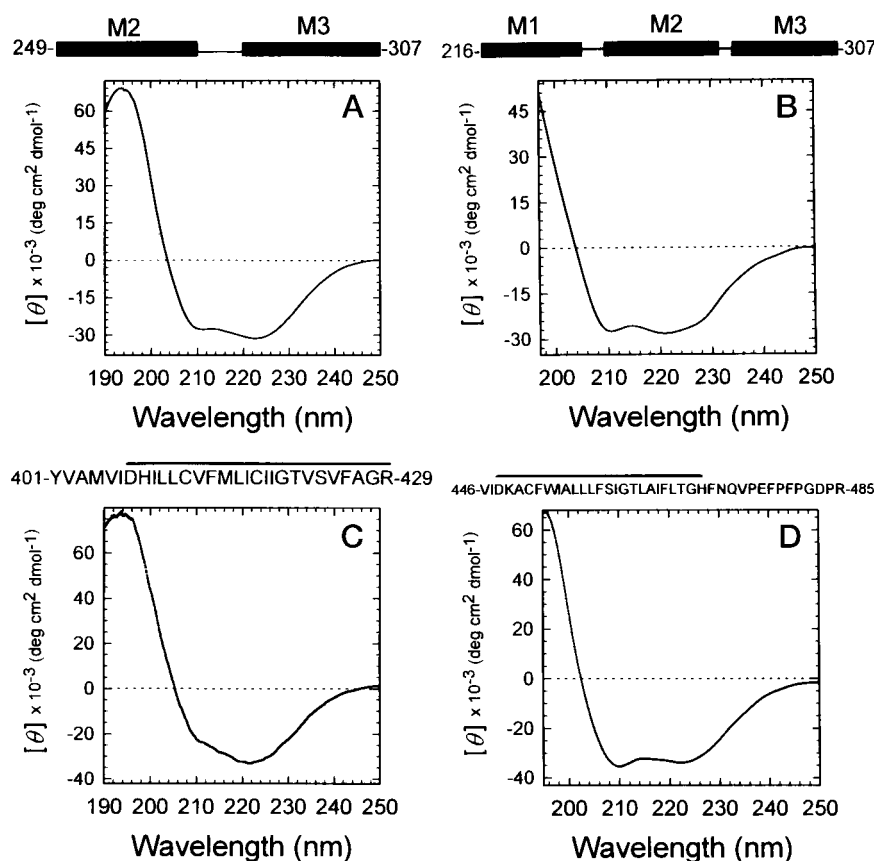 M2 M3 M1 M2 M3
249- -307 216- -307
A
60
30
15
0
-15
-30
[θ] x 10⁻³ (deg cm² dmol⁻¹)
190 200 210 220 230 240 250
Wavelength (nm)
B
45
30
15
0
-15
-30
[θ] x 10⁻³ (deg cm² dmol⁻¹)
200 210 220 230 240 250
Wavelength (nm)
401-YVAMVIDHILLCVFMLICIIGTVSVFAGR-429
446-VIDKACFWIALLLFSIGTLAIFLTGHFNQVPEFPFPGDPR-485
C
60
40
20
0
-20
-40
[θ] x 10⁻³ (deg cm² dmol⁻¹)
190 200 210 220 230 240 250
Wavelength (nm)
D
60
40
20
0
-20
-40
[θ] x 10⁻³ (deg cm² dmol⁻¹)
200 210 220 230 240 250
Wavelength (nm)